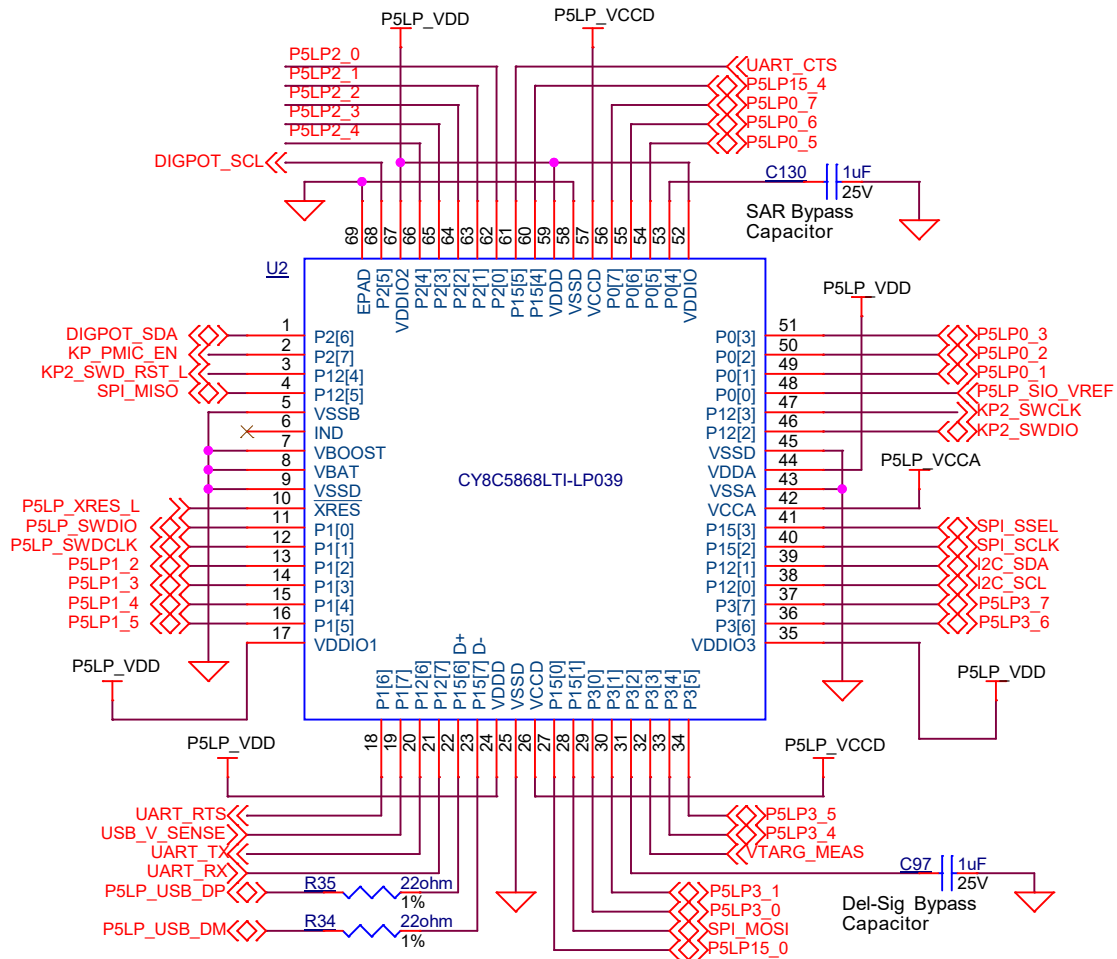 P5LP_VDD
P5LP_VCCD
P5LP2_0
P5LP2_1
P5LP2_2
P5LP2_3
P5LP2_4
DIGPOT_SCL
UART_CTS
P5LP15_4
P5LP0_7
P5LP0_6
P5LP0_5
C130
1uF
25V
SAR Bypass
Capacitor
69
68
67
66
65
64
63
62
61
60
59
58
57
56
55
54
53
52
U2
EPAD
P2[5]
VDDIO2
P2[4]
P2[3]
P2[2]
P2[1]
P2[0]
P15[5]
P15[4]
VDDD
VSSD
VCCD
P0[7]
P0[6]
P0[5]
P0[4]
VDDIO
P5LP_VDD
DIGPOT_SDA 1 P2[6]
KP_PMIC_EN 2 P2[7]
KP2_SWD_RST_L 3 P12[4]
SPI_MISO 4 P12[5]
5 VSSB
6 IND
7 VBOOST
8 VBAT
9 VSSD
P5LP_XRES_L 10 XRES
P5LP_SWDIO 11 P1[0]
P5LP_SWDCLK 12 P1[1]
P5LP1_2 13 P1[2]
P5LP1_3 14 P1[3]
P5LP1_4 15 P1[4]
P5LP1_5 16 P1[5]
17 VDDIO1
P5LP_VDD
CY8C5868LTI-LP039
P0[3] 51 P5LP0_3
P0[2] 50 P5LP0_2
P0[1] 49 P5LP0_1
P0[0] 48 P5LP_SIO_VREF
P12[3] 47 KP2_SWCLK
P12[2] 46 KP2_SWDIO
VSSD 45
VDDA 44
P5LP_VCCA
VSSA 43
VCCA 42
P15[3] 41 SPI_SSEL
P15[2] 40 SPI_SCLK
P12[1] 39 I2C_SDA
P12[0] 38 I2C_SCL
P3[7] 37 P5LP3_7
P3[6] 36 P5LP3_6
VDDIO3 35
P5LP_VDD
P1[6]
P1[7]
P12[6]
P12[7]
P15[6] D+
P15[7] D-
VDDD
VSSD
VCCD
P15[0]
P15[1]
P3[0]
P3[1]
P3[2]
P3[3]
P3[4]
P3[5]
18
19
20
21
22
23
24
25
26
27
28
29
30
31
32
33
34
P5LP_VDD
P5LP_VCCD
UART_RTS
USB_V_SENSE
UART_TX
UART_RX
P5LP_USB_DP
R35
22ohm
1%
P5LP_USB_DM
R34
22ohm
1%
P5LP3_5
P5LP3_4
VTARG_MEAS
C97
1uF
25V
Del-Sig Bypass
Capacitor
P5LP3_1
P5LP3_0
SPI_MOSI
P5LP15_0